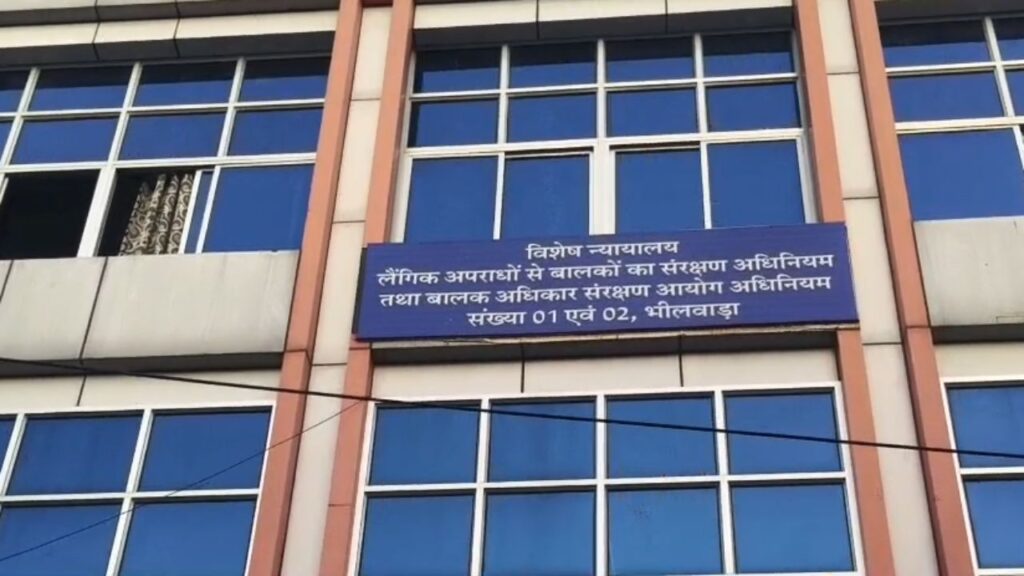 विशेष न्यायालय
लैंगिक अपराधों से बालकों का संरक्षण अधिनियम
तथा बालक अधिकार संरक्षण आयोग अधिनियम
संख्या 01 एवं 02, भीलवाड़ा